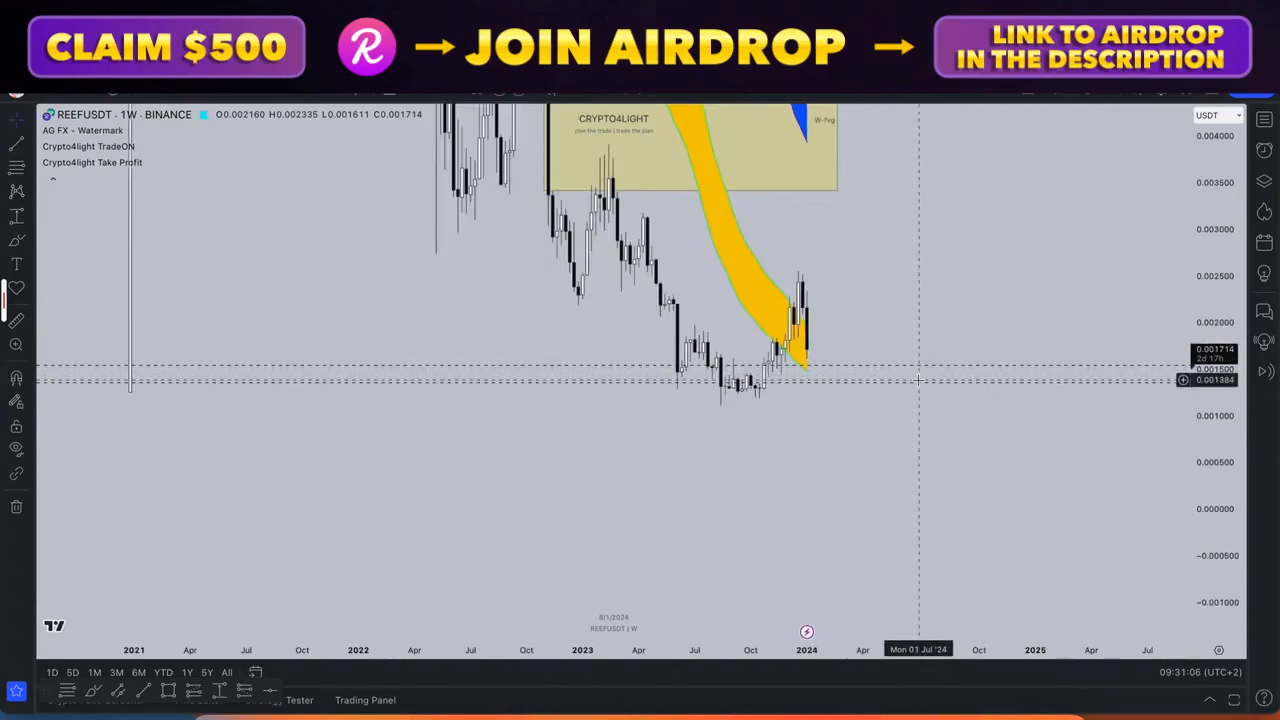 CLAIM $500
JOIN AIRDROP
LINK TO AIRDROP
IN THE DESCRIPTION
REEFUSDT · 1W · BINANCE O0.002160 H0.002335 L0.001611 C0.001714
AG FX - Watermark
Crypto4light TradeON
Crypto4light Take Profit
CRYPTO4LIGHT
W-fvg
USDT
0.004000
0.003500
0.003000
0.002500
0.002000
0.001714
2d 17h
0.001500
0.001384
0.001000
0.000500
0.000000
-0.000500
-0.001000
8/1/2024
REEFUSDT | W
2021 Apr Jul Oct 2022 Apr Jul Oct 2023 Apr Jul Oct 2024 Apr Mon 01 Jul '24 Oct 2025 Apr Jul
1D 5D 1M 3M 6M YTD 1Y 5Y All
09:31:06 (UTC+2)
Tester Trading Panel